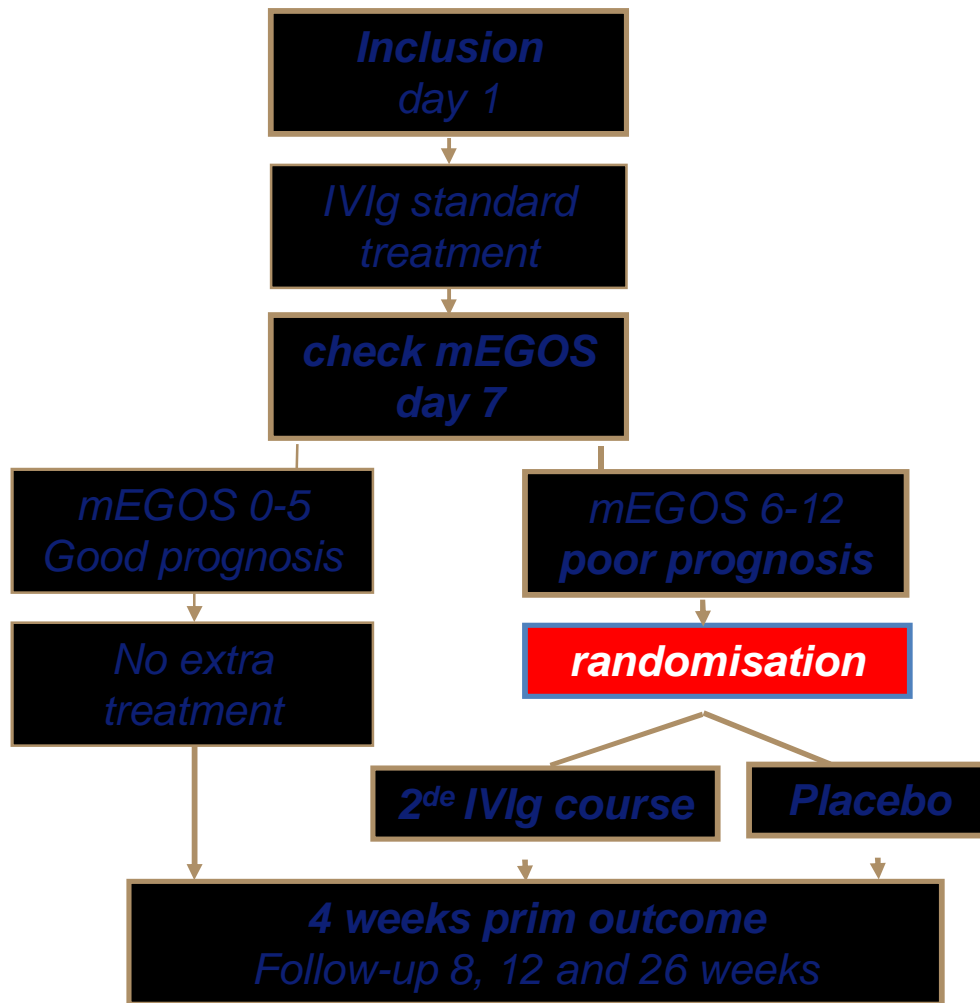 Inclusion
day 1
IVIg standard
treatment
check mEGOS
day 7
mEGOS 0-5
Good prognosis
mEGOS 6-12
poor prognosis
No extra
treatment
randomisation
2de IVIg course
Placebo
4 weeks prim outcome
Follow-up 8, 12 and 26 weeks